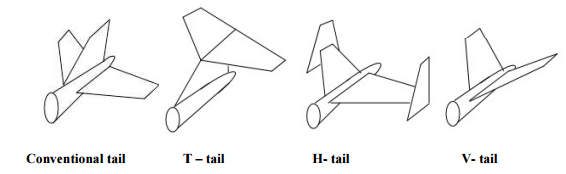 Conventional tail T – tail H- tail V- tail